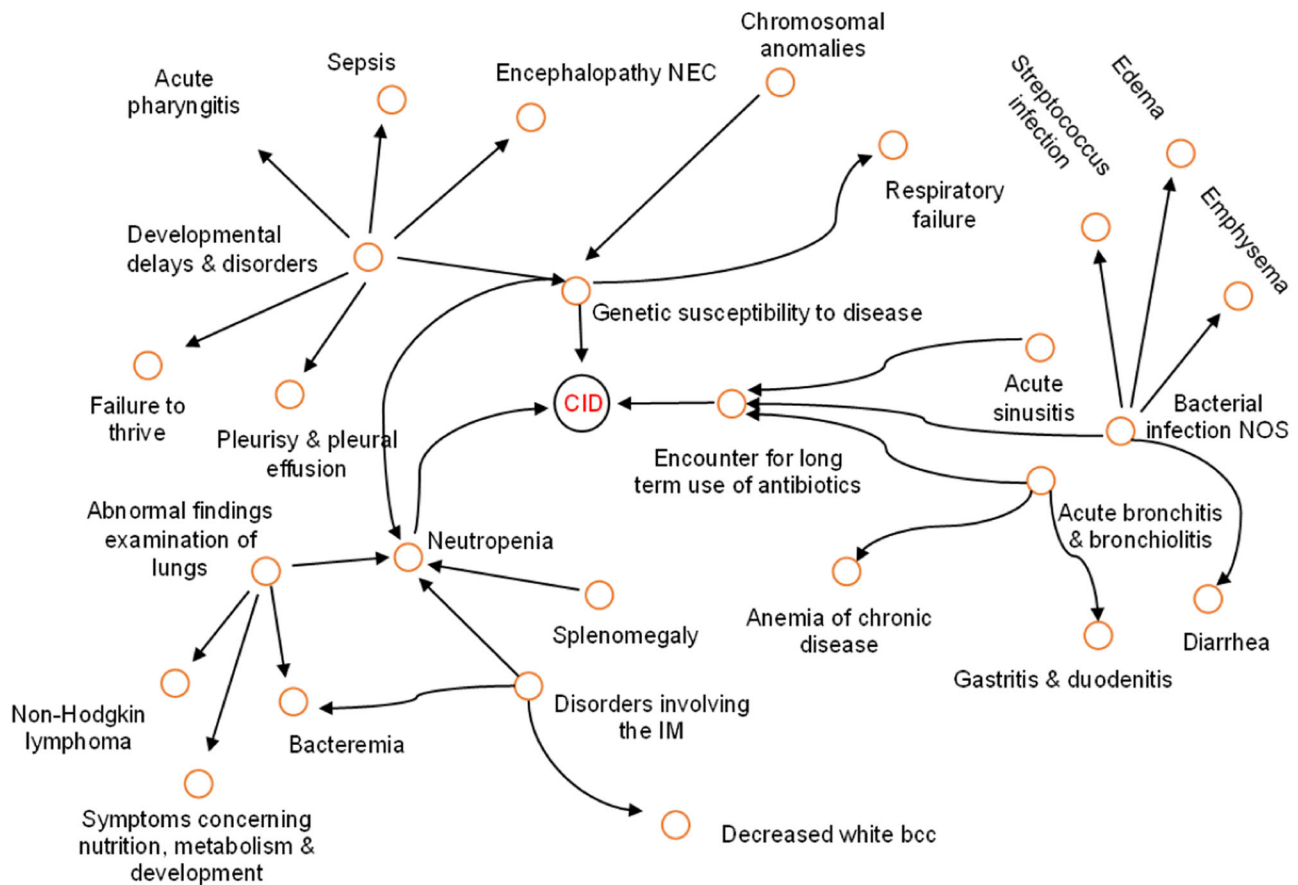 Chromosomal
anomalies
Sepsis
Encephalopathy NEC
Acute
pharyngitis
Streptococcus
infection
Edema
Emphysema
Respiratory
failure
Developmental
delays & disorders
Genetic susceptibility to disease
CID
Acute
sinusitis
Bacterial
infection NOS
Failure to
thrive
Pleurisy & pleural
effusion
Encounter for long
term use of antibiotics
Abnormal findings
examination of
lungs
Neutropenia
Acute bronchitis
& bronchiolitis
Splenomegaly
Anemia of chronic
disease
Diarrhea
Gastritis & duodenitis
Non-Hodgkin
lymphoma
Bacteremia
Disorders involving
the IM
Symptoms concerning
nutrition, metabolism &
development
Decreased white bcc